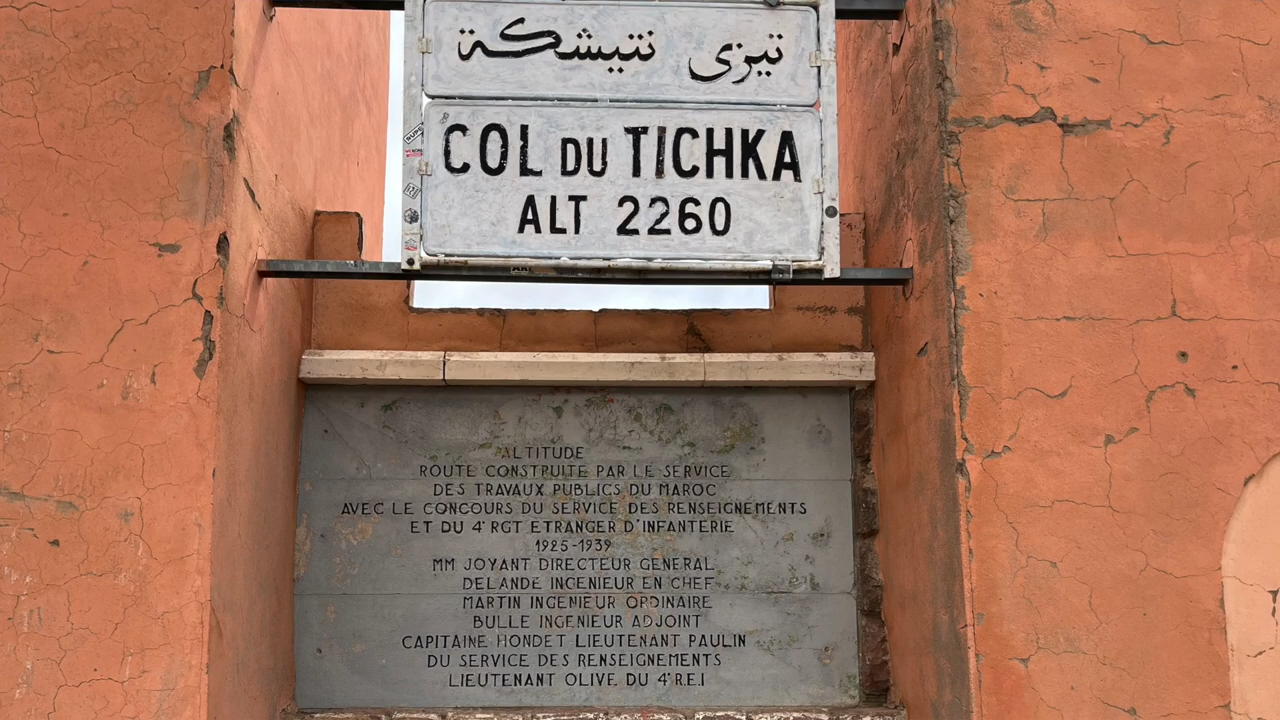 تيزي نتيشكة
COL DU TICHKA
ALT 2260
ALTITUDE
ROUTE CONSTRUITE PAR LE SERVICE
DES TRAVAUX PUBLICS DU MAROC
AVEC LE CONCOURS DU SERVICE DES RENSEIGNEMENTS
ET DU 4ᵉ RGT ETRANGER D'INFANTERIE
1925-1939
MM JOYANT DIRECTEUR GENERAL
DELANDE INGENIEUR EN CHEF
MARTIN INGENIEUR ORDINAIRE
BULLE INGENIEUR ADJOINT
CAPITAINE HONDET LIEUTENANT PAULIN
DU SERVICE DES RENSEIGNEMENTS
LIEUTENANT OLIVE DU 4ᵉ R.E.I